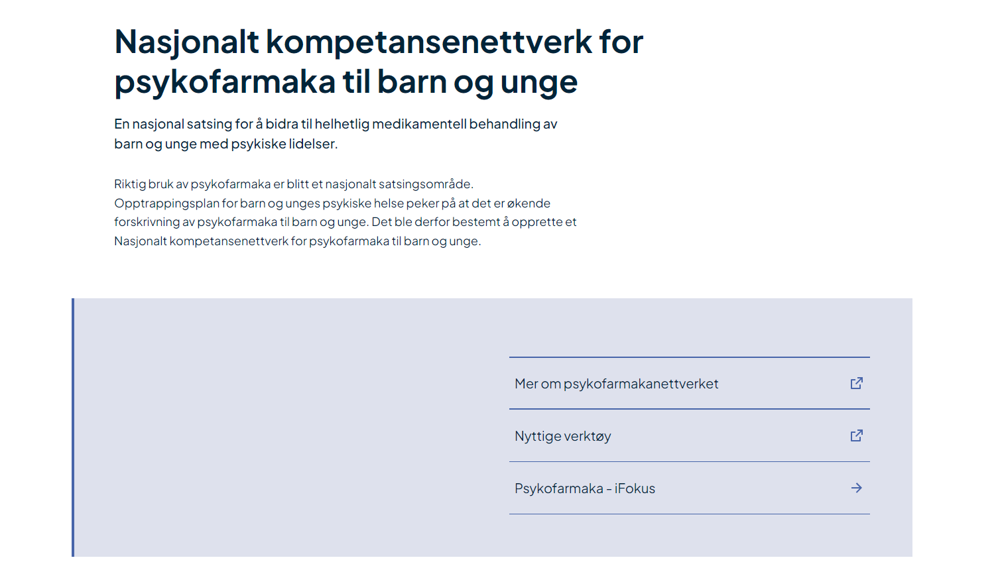 Nasjonalt kompetansenettverk for
psykofarmaka til barn og unge
En nasjonal satsing for å bidra til helhetlig medikamentell behandling av
barn og unge med psykiske lidelser.
Riktig bruk av psykofarmaka er blitt et nasjonalt satsingsområde.
Opptrappingsplan for barn og unges psykiske helse peker på at det er økende
forskrivning av psykofarmaka til barn og unge. Det ble derfor bestemt å opprette et
Nasjonalt kompetansenettverk for psykofarmaka til barn og unge.
Mer om psykofarmakanettverket
Nyttige verktøy
Psykofarmaka - iFokus